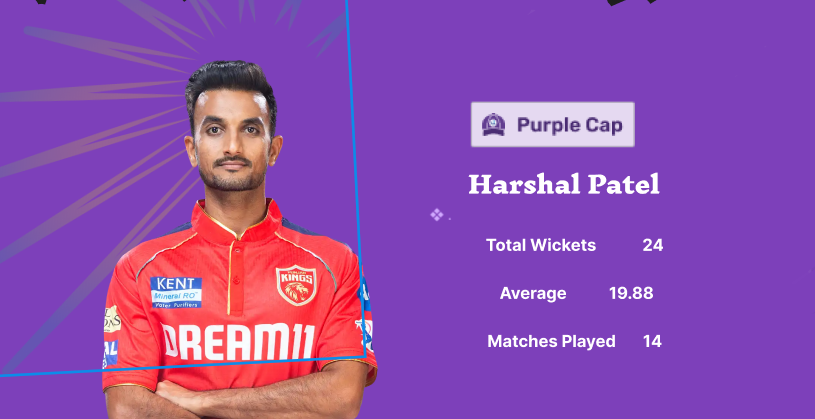 Purple Cap
Harshal Patel
Total Wickets 24
Average 19.88
Matches Played 14
KENT
Mineral RO
Water Purifiers
KINGS
DREAM11